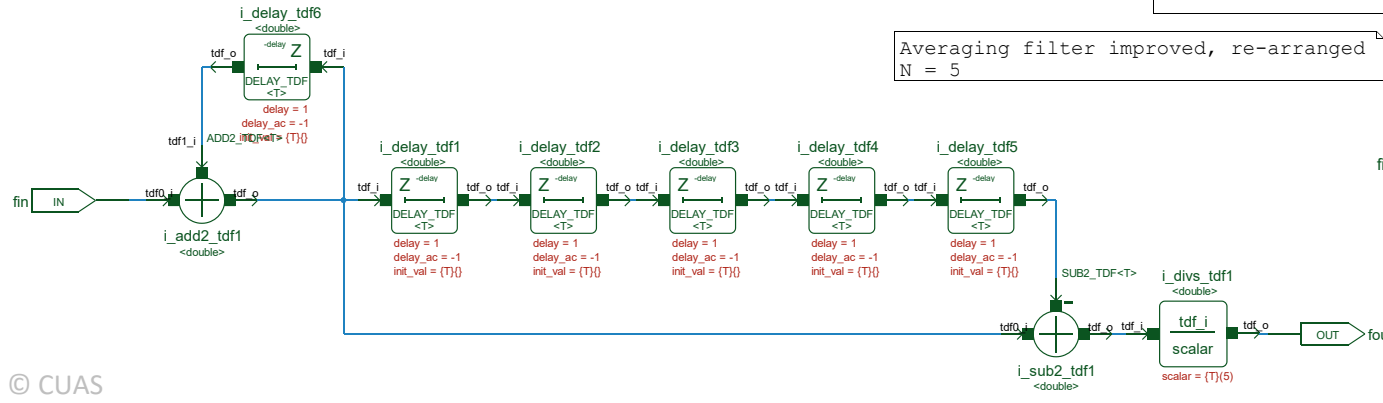 i_delay_tdf6
<double>
tdf_o
-delay
Z
tdf_i
DELAY_TDF
<T>
delay = 1
delay_ac = -1
init_val = {T}{}
Averaging filter improved, re-arranged
N = 5
tdf1_i
ADD2_TDF<T>
fin
IN
tdf0_i
tdf_o
i_add2_tdf1
<double>
i_delay_tdf1
<double>
tdf_i
Z
-delay
tdf_o
DELAY_TDF
<T>
delay = 1
delay_ac = -1
init_val = {T}{}
i_delay_tdf2
<double>
tdf_i
Z
-delay
tdf_o
DELAY_TDF
<T>
delay = 1
delay_ac = -1
init_val = {T}{}
i_delay_tdf3
<double>
tdf_i
Z
-delay
tdf_o
DELAY_TDF
<T>
delay = 1
delay_ac = -1
init_val = {T}{}
i_delay_tdf4
<double>
tdf_i
Z
-delay
tdf_o
DELAY_TDF
<T>
delay = 1
delay_ac = -1
init_val = {T}{}
i_delay_tdf5
<double>
tdf_i
Z
-delay
tdf_o
DELAY_TDF
<T>
delay = 1
delay_ac = -1
init_val = {T}{}
SUB2_TDF<T>
tdf0_i
tdf_o
i_sub2_tdf1
<double>
i_divs_tdf1
<double>
tdf_i
tdf_i
scalar
tdf_o
scalar = {T}(5)
OUT
© CUAS